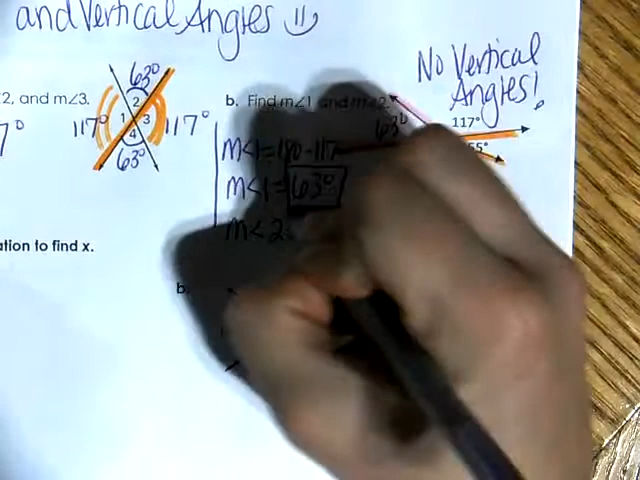 and Vertical Angles
No Vertical Angles!
2, and m∠3.
7°
63°
117°
1
2
3
4
117°
63°
b. Find m∠1 and m∠2.
63°
117°
55°
m<1=180-117
m<1=63°
m<2
ation to find x.
b.